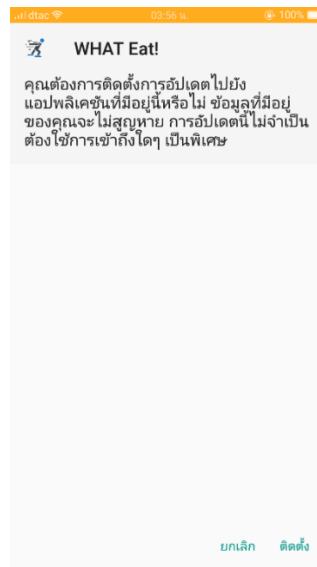 dtac 03:56 น. 100%
WHAT Eat!
คุณต้องการติดตั้งการอัปเดตไปยัง
แอปพลิเคชันที่มีอยู่นี้หรือไม่ ข้อมูลที่มีอยู่
ของคุณจะไม่สูญหาย การอัปเดตนี้ไม่จำเป็น
ต้องใช้การเข้าถึงใดๆ เป็นพิเศษ
ยกเลิก ติดตั้ง